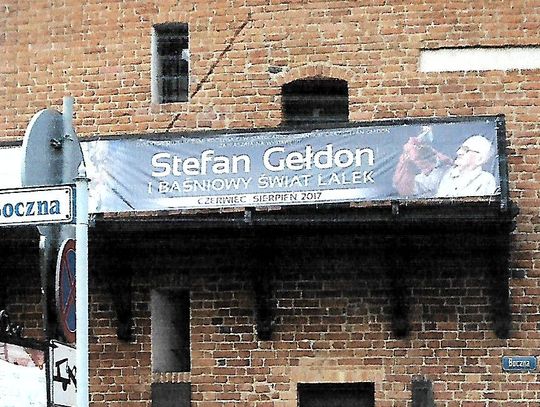 Stefan Gełdon
I BAŚNIOWY ŚWIAT LALEK
CZERWIEC SIERPIEŃ 2017
Boczna
Boczna